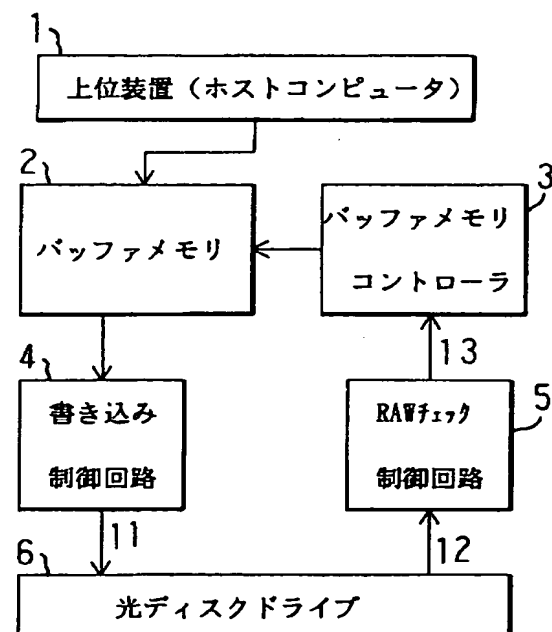 1
上位装置(ホストコンピュータ)
2
バッファメモリ
3
バッファメモリ
コントローラ
4
書き込み
制御回路
13
RAWチェック
制御回路
5
11
12
6
光ディスクドライブ